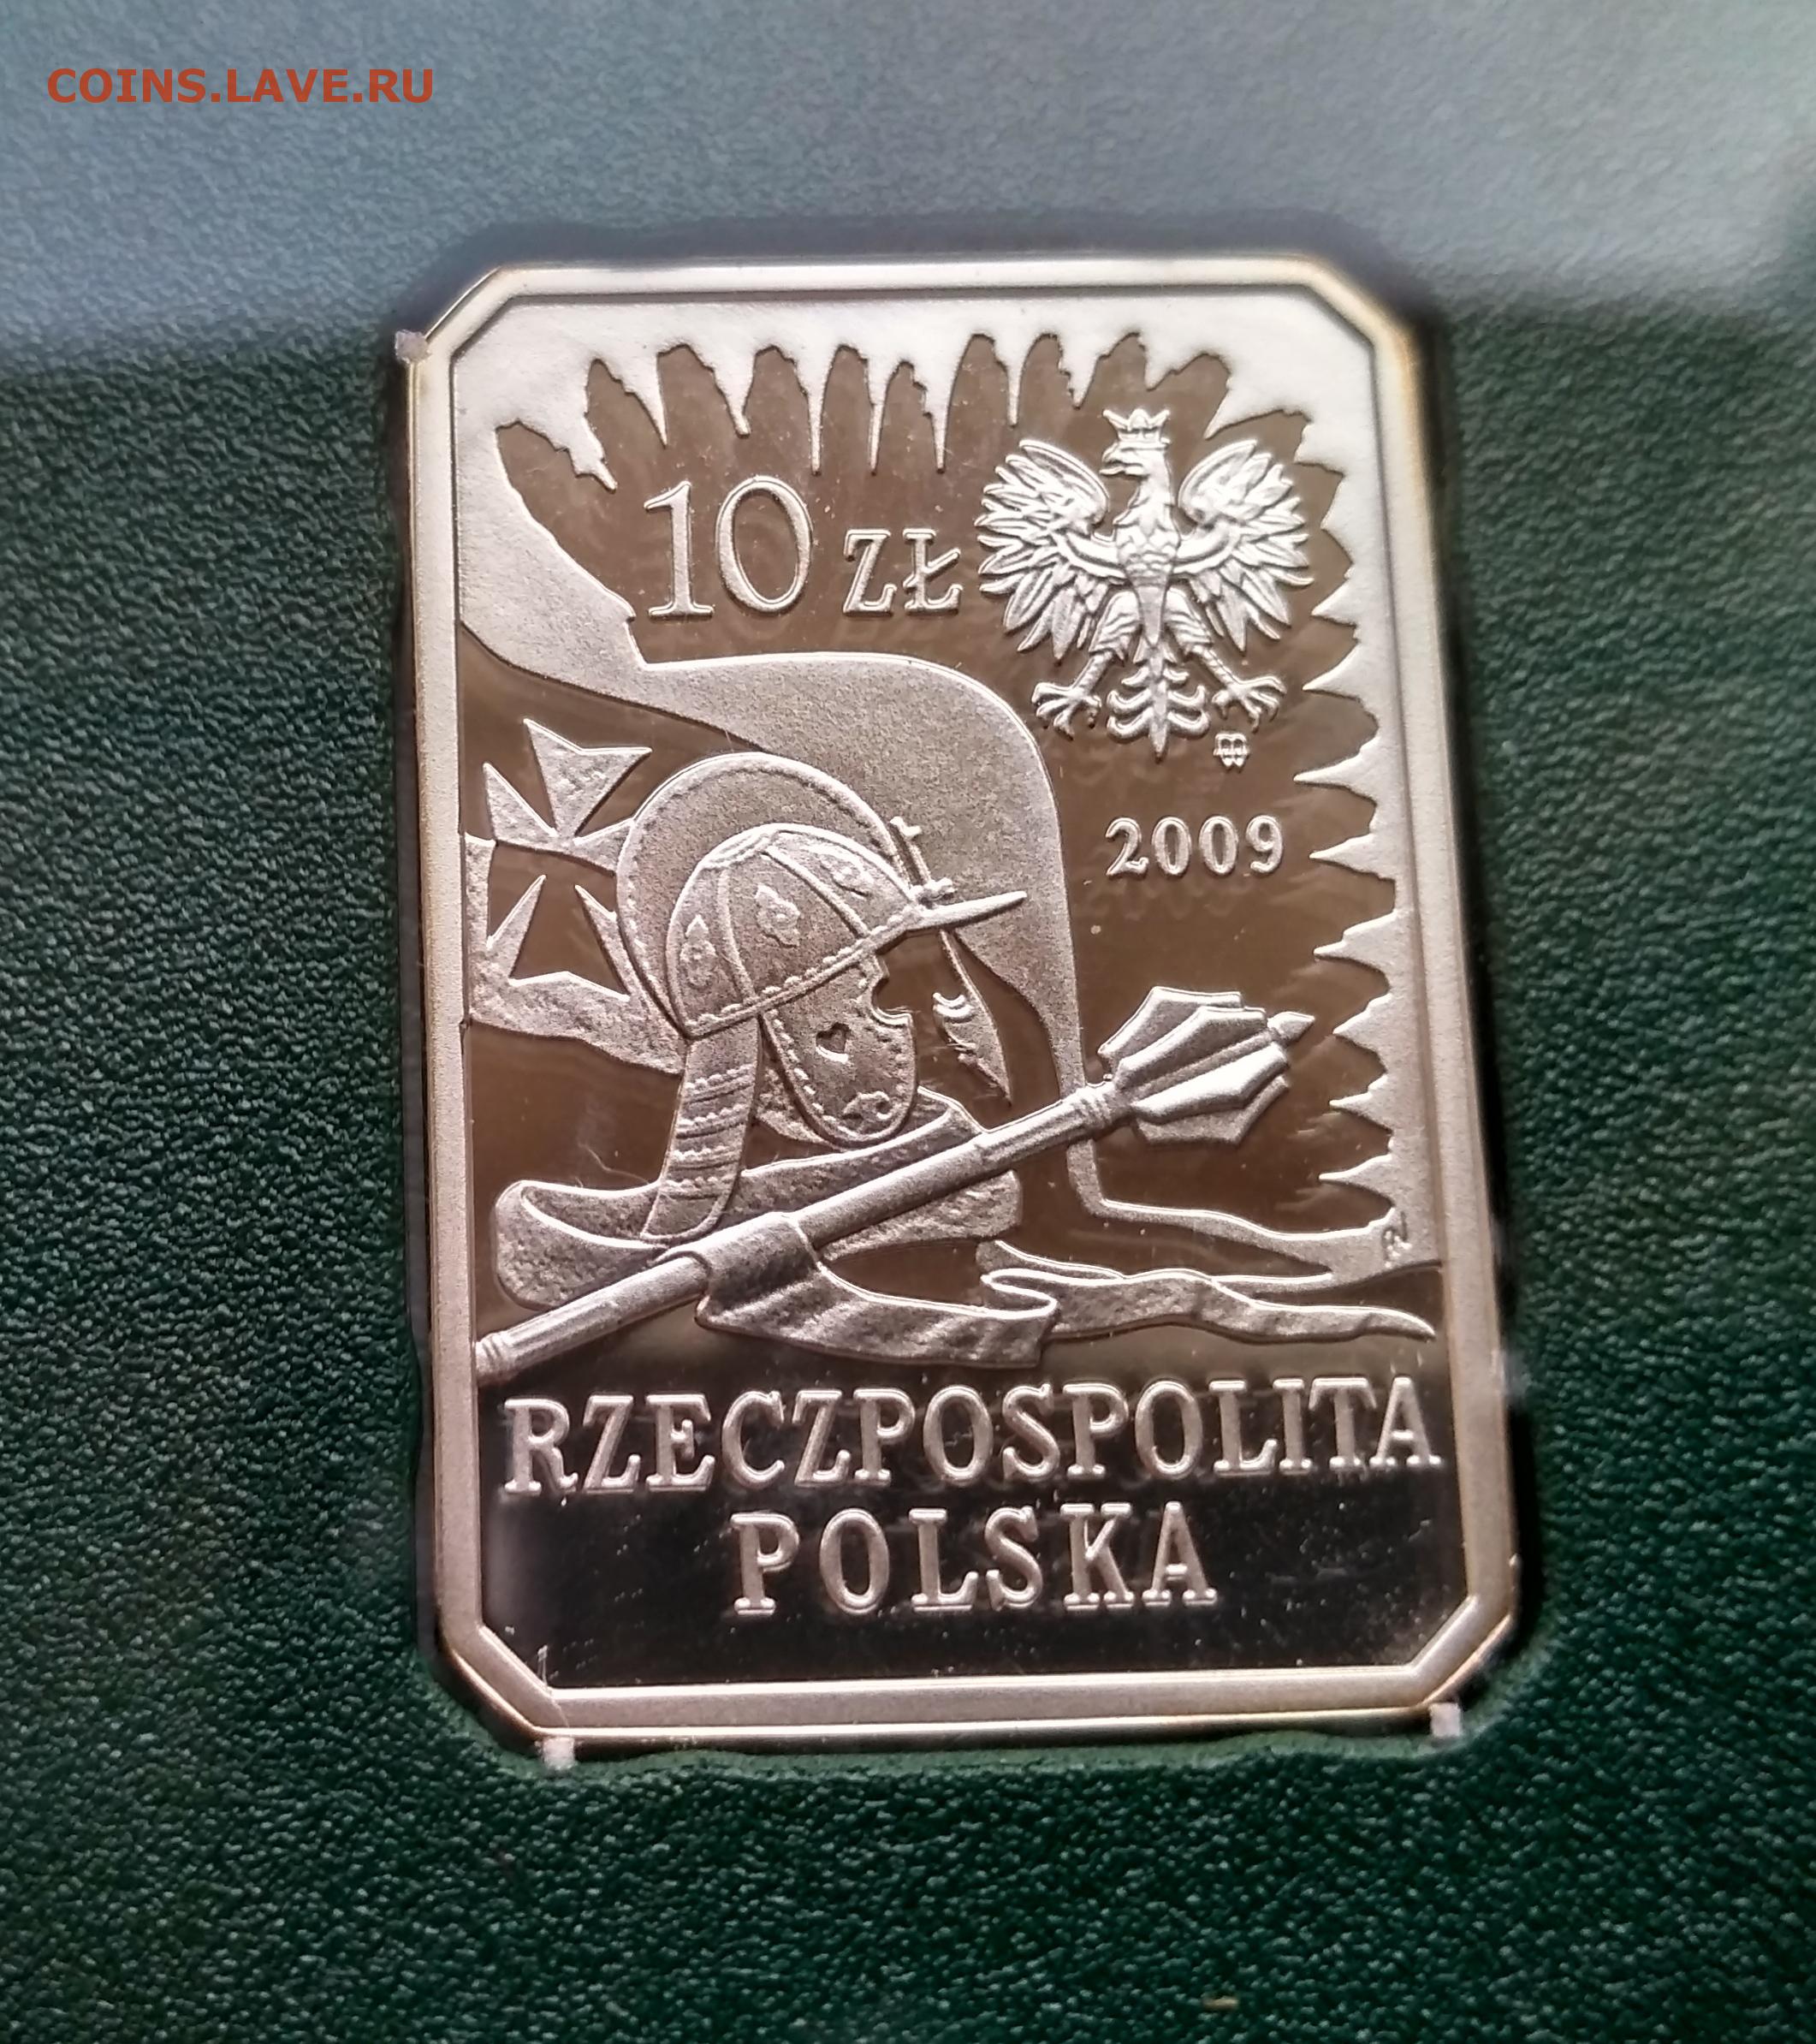 COINS.LAVE.RU
10 ZŁ
2009
RZECZPOSPOLITA
POLSKA